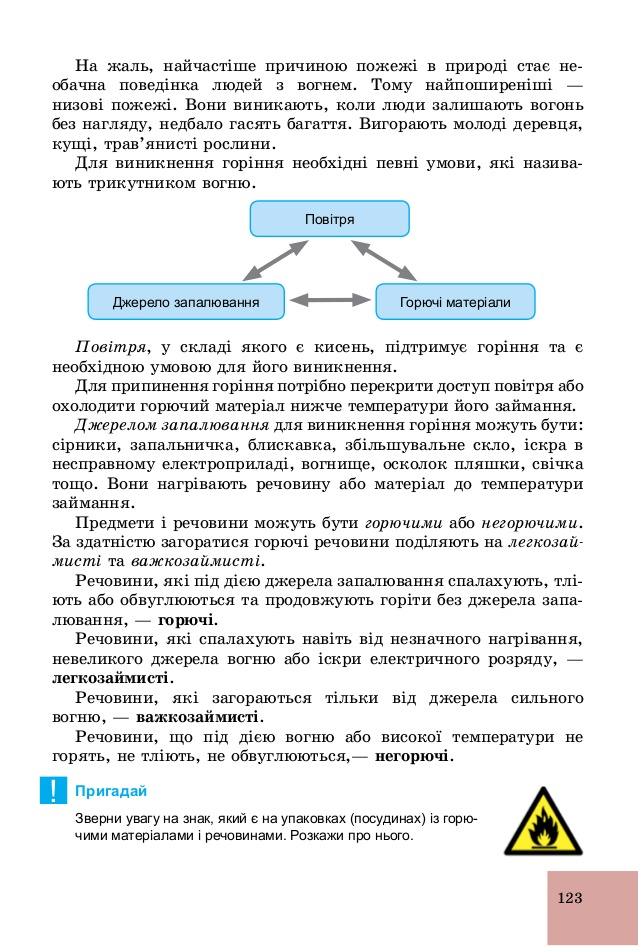 На жаль, найчастіше причиною пожежі в природі стає не-
обачна поведінка людей з вогнем. Тому найпоширеніші —
низові пожежі. Вони виникають, коли люди залишають вогонь
без нагляду, недбало гасять багаття. Вигорають молоді деревця,
кущі, трав’янисті рослини.
Для виникнення горіння необхідні певні умови, які назива-
ють трикутником вогню.
Повітря
Джерело запалювання
Горючі матеріали
Повітря, у складі якого є кисень, підтримує горіння та є
необхідною умовою для його виникнення.
Для припинення горіння потрібно перекрити доступ повітря або
охолодити горючий матеріал нижче температури його займання.
Джерелом запалювання для виникнення горіння можуть бути:
сірники, запальничка, блискавка, збільшувальне скло, іскра в
несправному електроприладі, вогнище, осколок пляшки, свічка
тощо. Вони нагрівають речовину або матеріал до температури
займання.
Предмети і речовини можуть бути горючими або негорючими.
За здатністю загоратися горючі речовини поділяють на легкозай-
мисті та важкозаймисті.
Речовини, які під дією джерела запалювання спалахують, тлі-
ють або обвуглюються та продовжують горіти без джерела запа-
лювання, — горючі.
Речовини, які спалахують навіть від незначного нагрівання,
невеликого джерела вогню або іскри електричного розряду, —
легкозаймисті.
Речовини, які загораються тільки від джерела сильного
вогню, — важкозаймисті.
Речовини, що під дією вогню або високої температури не
горять, не тліють, не обвуглюються,— негорючі.
! Пригадай
Зверни увагу на знак, який є на упаковках (посудинах) із горю-
чими матеріалами і речовинами. Розкажи про нього.
123